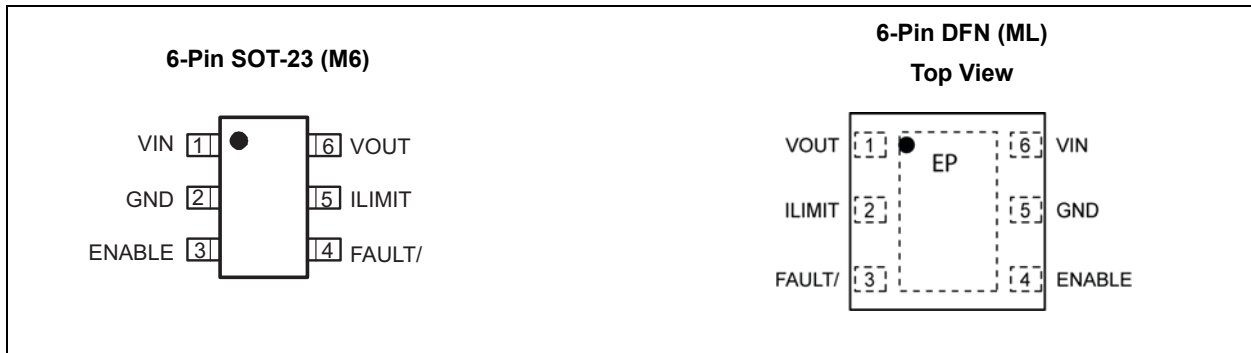 6-Pin SOT-23 (M6)
VIN 1 6 VOUT
GND 2 5 ILIMIT
ENABLE 3 4 FAULT/
6-Pin DFN (ML)
Top View
VOUT 1 EP 6 VIN
ILIMIT 2 5 GND
FAULT/ 3 4 ENABLE